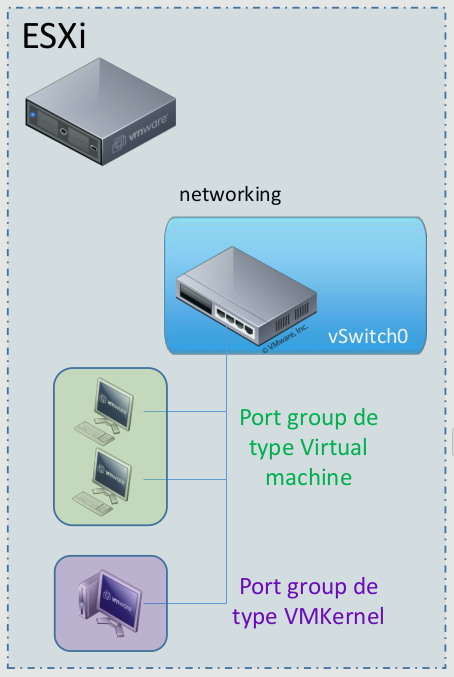 ESXi
vmware
networking
© VMware, Inc.
vSwitch0
vmware
vmware
Port group de
type Virtual
machine
vmware
Port group de
type VMKernel